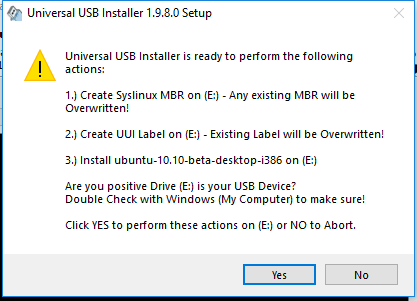 Universal USB Installer 1.9.8.0 Setup
Universal USB Installer is ready to perform the following
actions:
1.) Create Syslinux MBR on (E:) - Any existing MBR will be
Overwritten!
2.) Create UUI Label on (E:) - Existing Label will be Overwritten!
3.) Install ubuntu-10.10-beta-desktop-i386 on (E:)
Are you positive Drive (E:) is your USB Device?
Double Check with Windows (My Computer) to make sure!
Click YES to perform these actions on (E:) or NO to Abort.
Yes
No